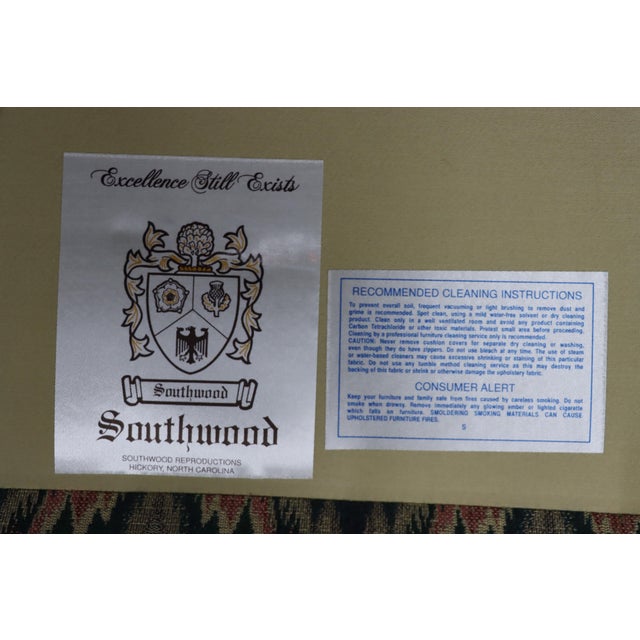 Excellence Still Exists
Southwood
Southwood
SOUTHWOOD REPRODUCTIONS
HICKORY, NORTH CAROLINA
RECOMMENDED CLEANING INSTRUCTIONS
To prevent overall soil, frequent vacuuming or light brushing to remove dust and
grime is recommended. Spot clean, using a mild water-free solvent or dry cleaning
product. Clean only in a well ventilated room and avoid any product containing
Carbon Tetrachloride or other toxic materials. Pretest small area before proceeding.
Cleaning by a professional furniture cleaning service only is recommended.
CAUTION: Never remove cushion covers for separate dry cleaning or washing,
even though they do have zippers. Do not use bleach at any time. The use of steam
or water-based cleaners may cause excessive shrinking or staining of this particular
fabric. Do not use any tumble method cleaning service as this may destroy the
backing of this fabric or shrink or otherwise damage the upholstery fabric.
CONSUMER ALERT
Keep your furniture and family safe from fires caused by careless smoking. Do not
smoke when drowsy. Remove immediately any glowing ember or lighted cigarette
which falls on furniture. SMOLDERING SMOKING MATERIALS CAN CAUSE
UPHOLSTERED FURNITURE FIRES.
S